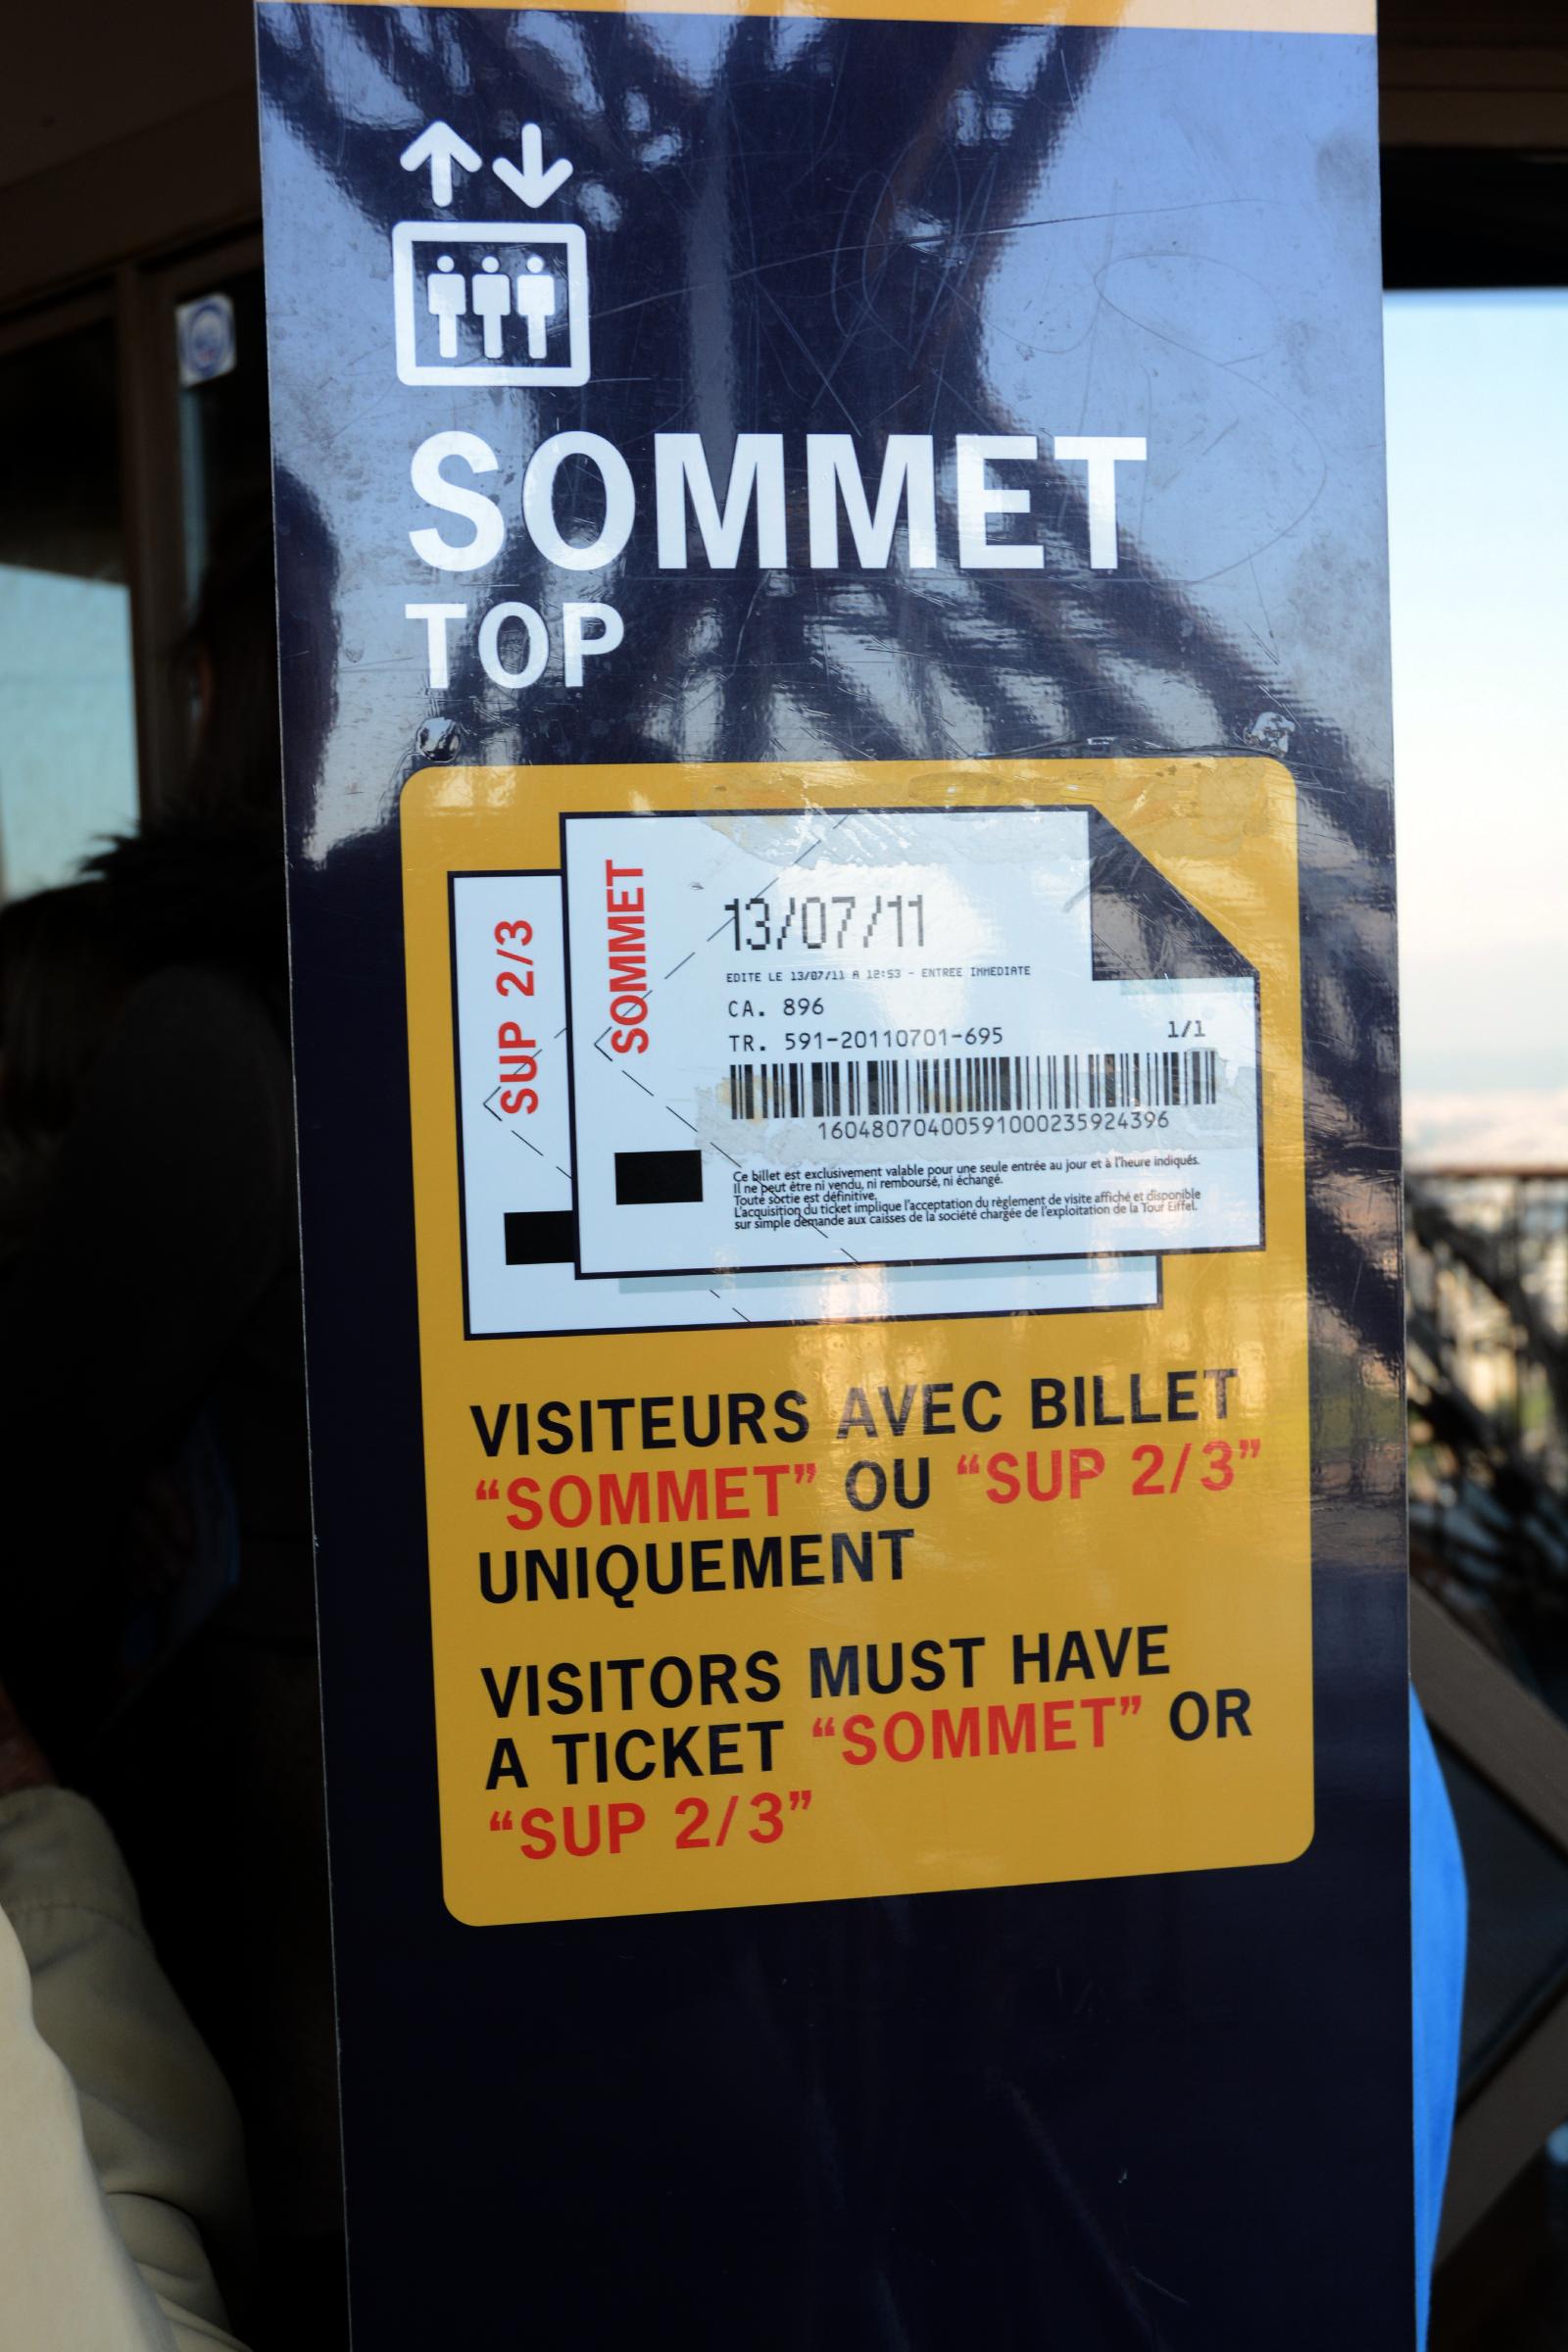 SOMMET
TOP
SUP 2/3
SOMMET
13/07/11
EDITE LE 13/07/11 A 12:53 - ENTREE IMMEDIATE
CA. 896
TR. 591-20110701-695
1/1
16048070400591000235924396
Ce billet est exclusivement valable pour une seule entrée au jour et à l'heure indiqués.
Il ne peut être ni vendu, ni remboursé, ni échangé.
Toute sortie est définitive.
L'acquisition du ticket implique l'acceptation du règlement de visite affiché et disponible
sur simple demande aux caisses de la société chargée de l'exploitation de la Tour Eiffel.
VISITEURS AVEC BILLET
“SOMMET” OU “SUP 2/3”
UNIQUEMENT
VISITORS MUST HAVE
A TICKET “SOMMET” OR
“SUP 2/3”